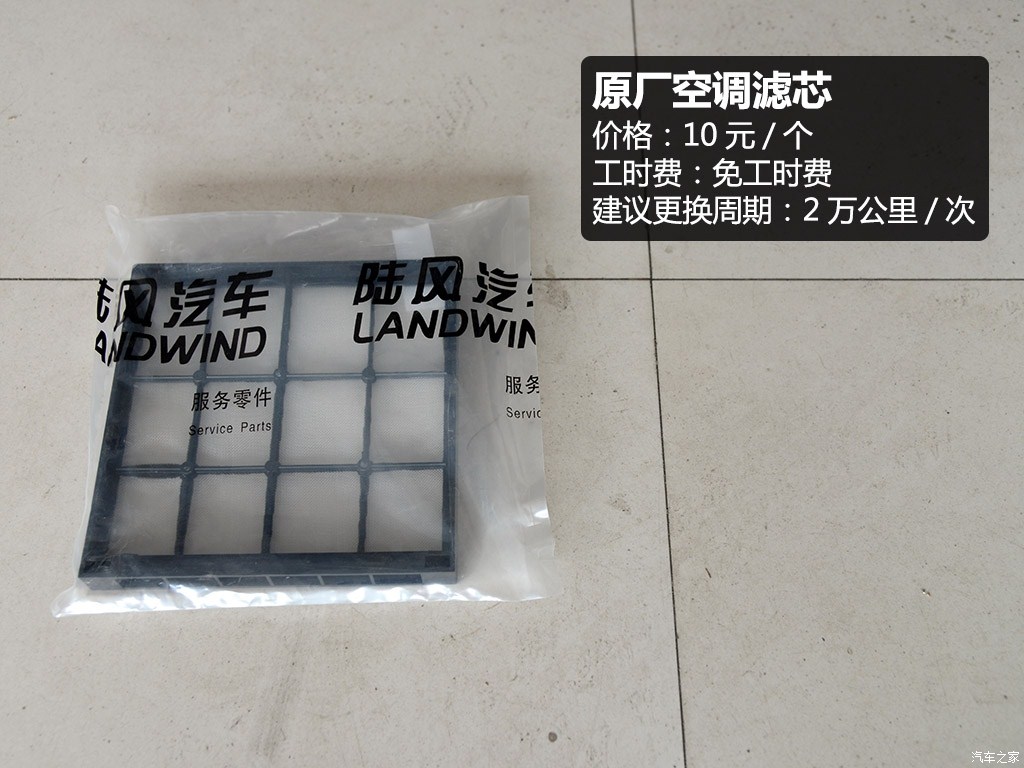 原厂空调滤芯
价格：10 元 / 个
工时费：免工时费
建议更换周期：2 万公里 / 次
风汽车
陆风汽
ANDWIND
LANDWIN
服务零件
Service Parts
服务
Servic
汽车之家